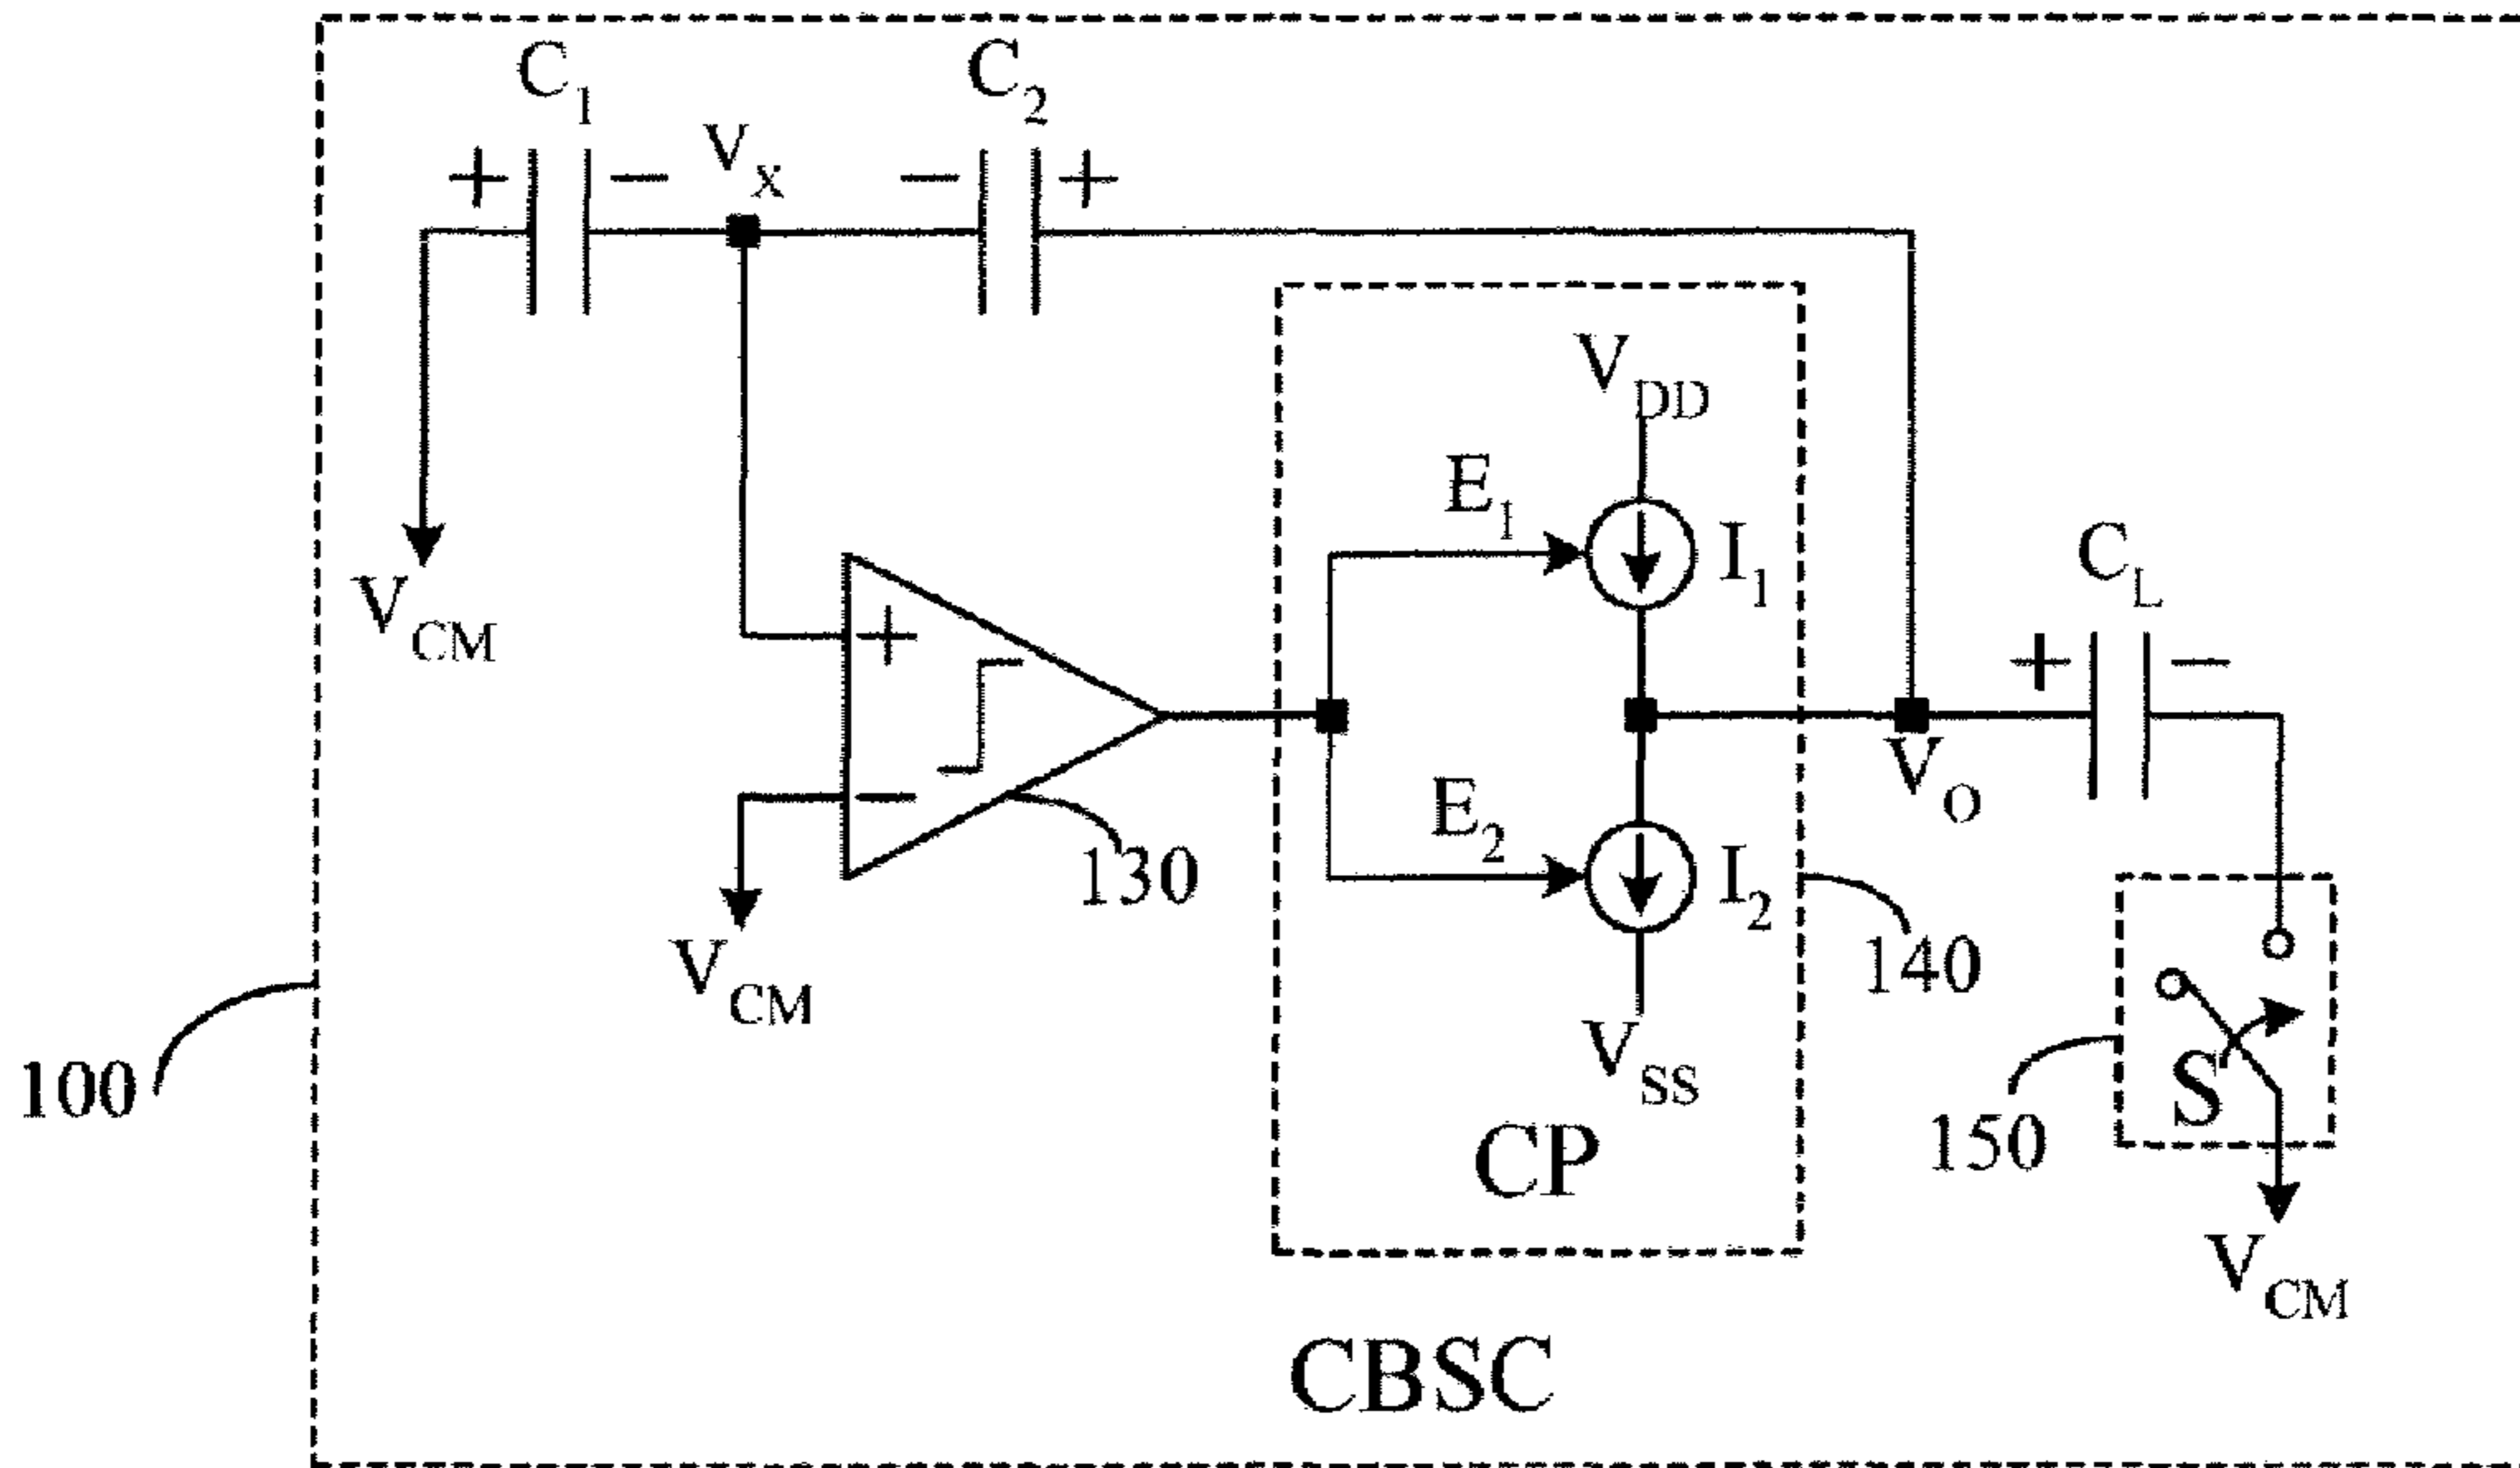 C1
C2
+
−
VX
−
+
VDD
E1
I1
CL
VCM
+
+
−
VO
−
E2
I2
130
140
VCM
VSS
S
100
150
CP
VCM
CBSC